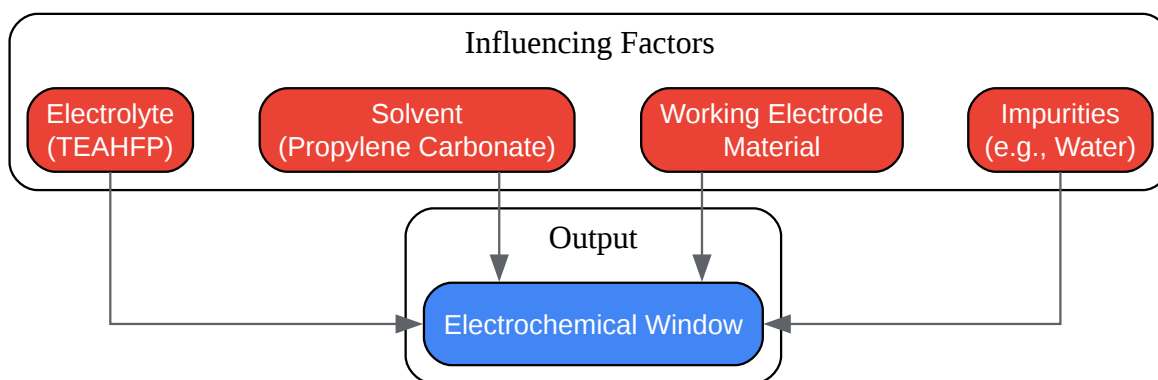 Influencing Factors
Electrolyte
(TEAHFP)
Solvent
(Propylene Carbonate)
Working Electrode
Material
Impurities
(e.g., Water)
Output
Electrochemical Window